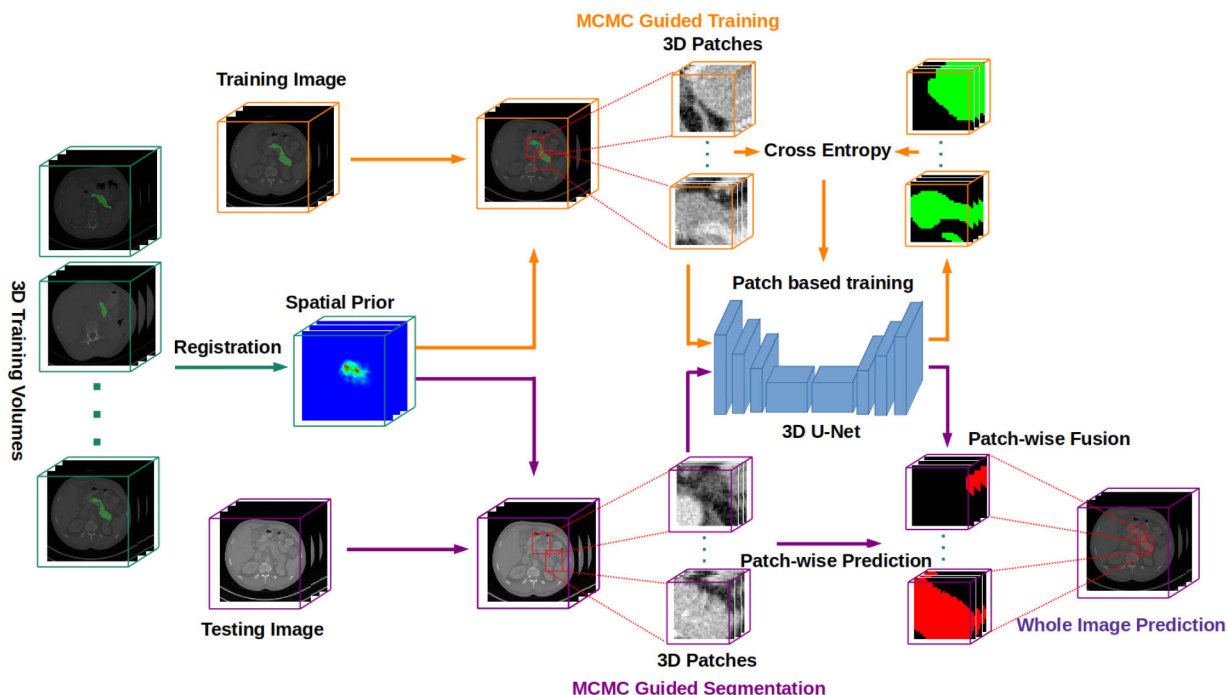 MCMC Guided Training
3D Patches
Training Image
Cross Entropy
3D Training Volumes
Registration
Spatial Prior
Patch based training
3D U-Net
Patch-wise Fusion
Patch-wise Prediction
Testing Image
3D Patches
Whole Image Prediction
MCMC Guided Segmentation